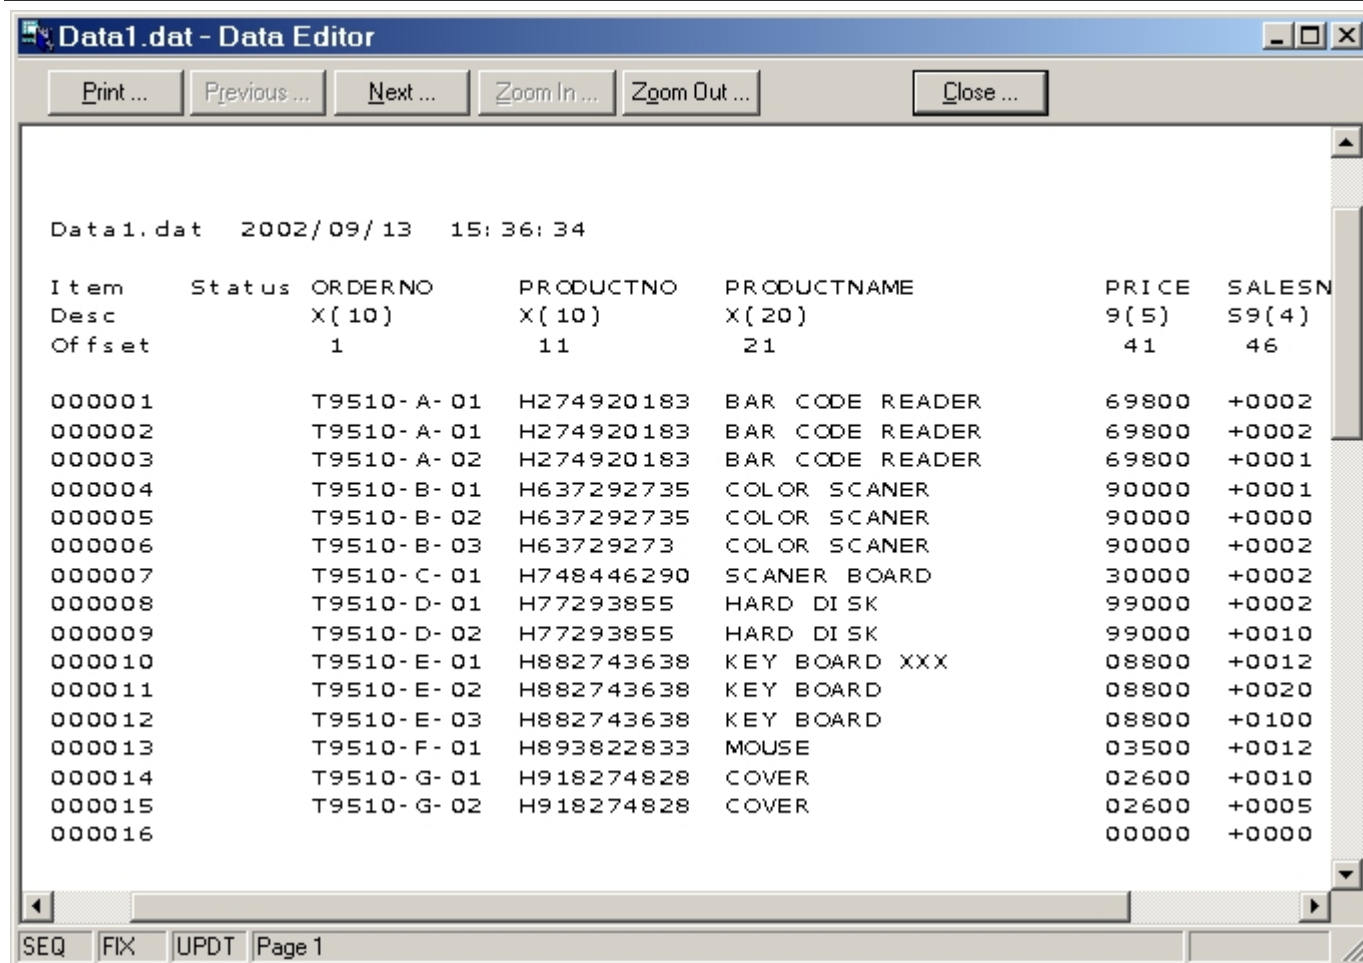 Data1.dat - Data Editor
Print ... Previous ... Next ... Zoom In ... Zoom Out ... Close ...
Data1.dat 2002/09/13 15:36:34
Item Status ORDERNO PRODUCTNO PRODUCTNAME PRICE SALESN
Desc X(10) X(10) X(20) 9(5) S9(4)
Offset 1 11 21 41 46
000001 T9510-A-01 H274920183 BAR CODE READER 69800 +0002
000002 T9510-A-01 H274920183 BAR CODE READER 69800 +0002
000003 T9510-A-02 H274920183 BAR CODE READER 69800 +0001
000004 T9510-B-01 H637292735 COLOR SCANER 90000 +0001
000005 T9510-B-02 H637292735 COLOR SCANER 90000 +0000
000006 T9510-B-03 H63729273 COLOR SCANER 90000 +0002
000007 T9510-C-01 H748446290 SCANER BOARD 30000 +0002
000008 T9510-D-01 H77293855 HARD DISK 99000 +0002
000009 T9510-D-02 H77293855 HARD DISK 99000 +0010
000010 T9510-E-01 H882743638 KEY BOARD XXX 08800 +0012
000011 T9510-E-02 H882743638 KEY BOARD 08800 +0020
000012 T9510-E-03 H882743638 KEY BOARD 08800 +0100
000013 T9510-F-01 H893822833 MOUSE 03500 +0012
000014 T9510-G-01 H918274828 COVER 02600 +0010
000015 T9510-G-02 H918274828 COVER 02600 +0005
000016 00000 +0000
SEQ FIX UPDT Page 1